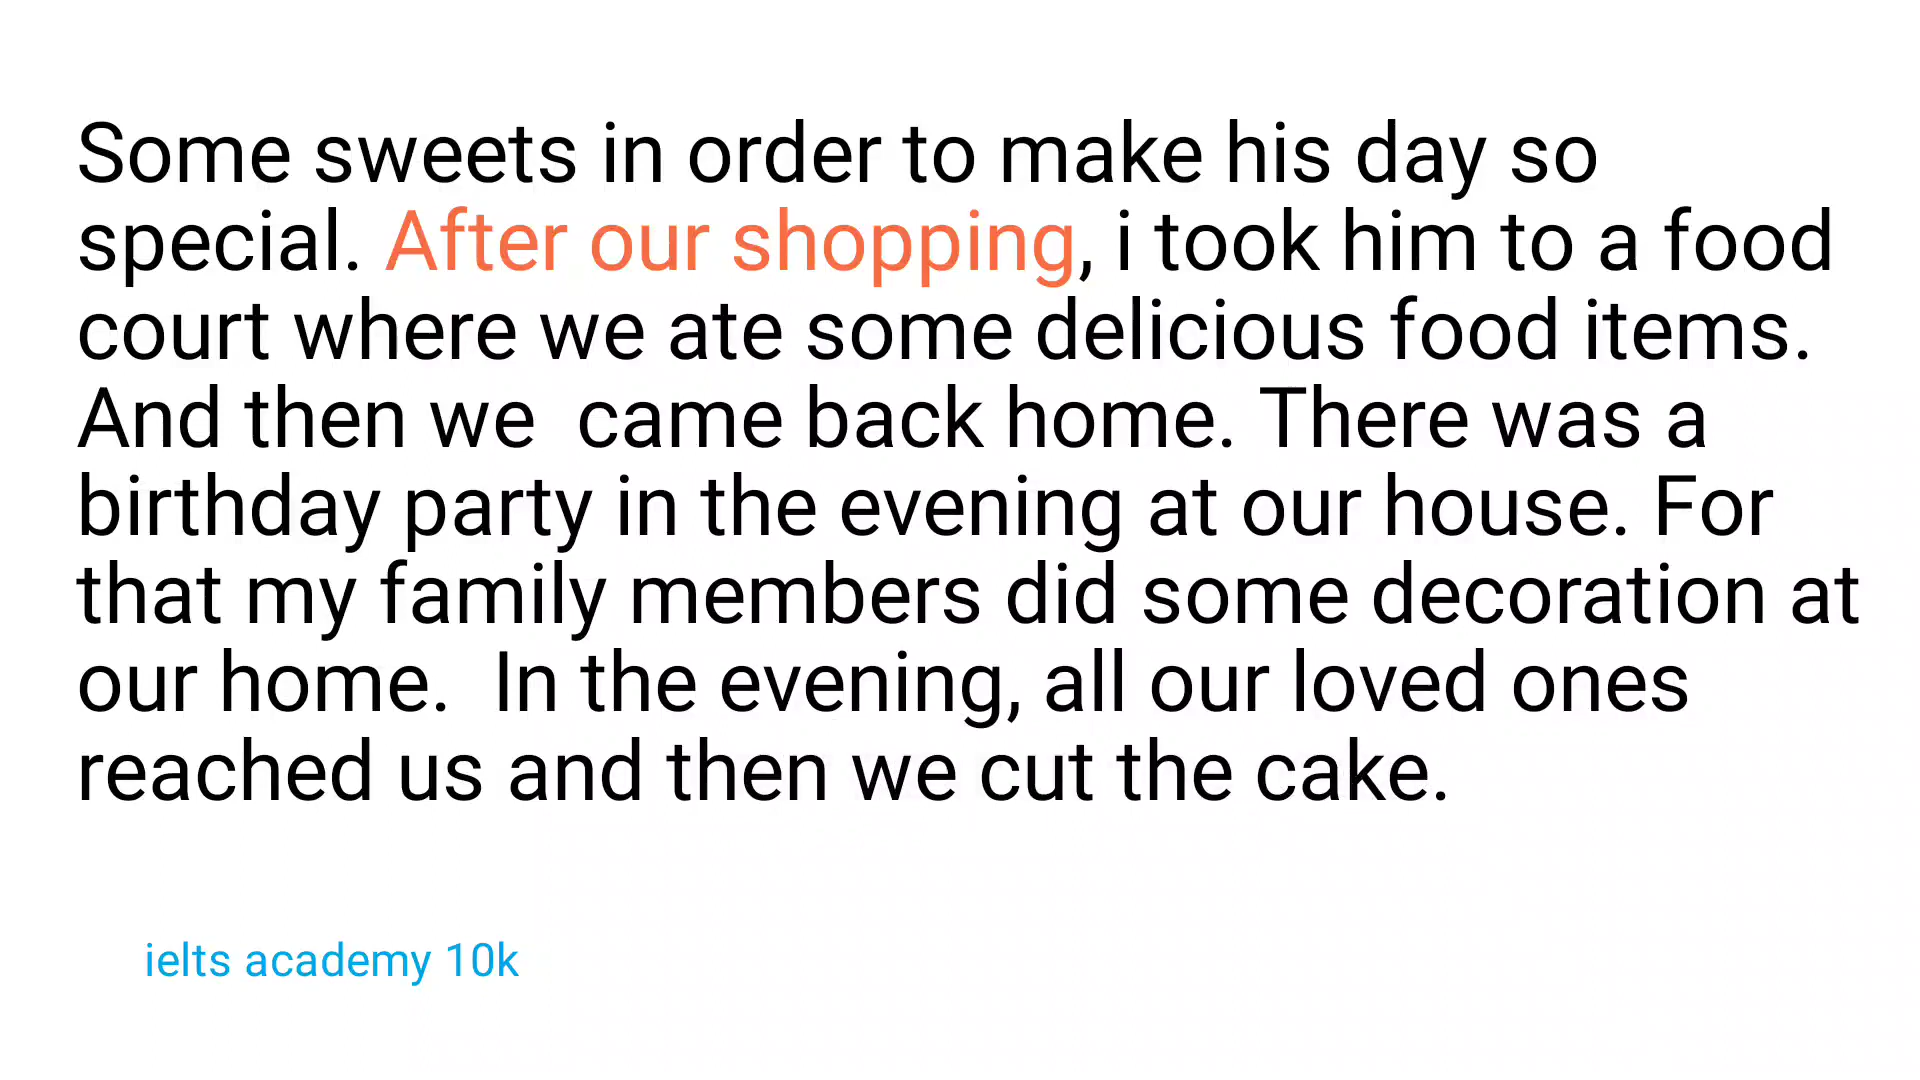 Some sweets in order to make his day so
special. After our shopping, i took him to a food
court where we ate some delicious food items.
And then we  came back home. There was a
birthday party in the evening at our house. For
that my family members did some decoration at
our home.  In the evening, all our loved ones
reached us and then we cut the cake.
ielts academy 10k